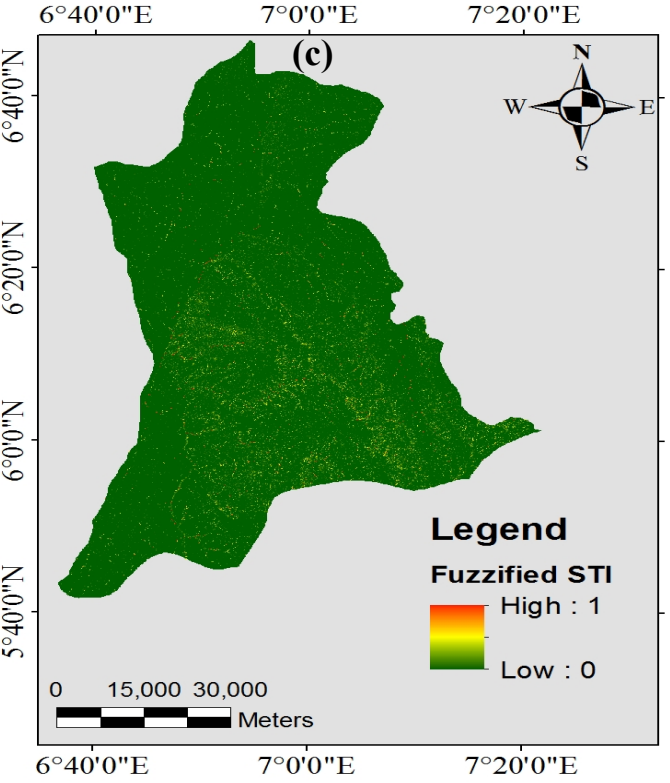 6°40'0"E 7°0'0"E 7°20'0"E
(c)
N
W E
S
6°40'0"N
6°20'0"N
6°0'0"N
5°40'0"N
Legend
Fuzzified STI
High : 1
Low : 0
0 15,000 30,000
Meters
6°40'0"E 7°0'0"E 7°20'0"E